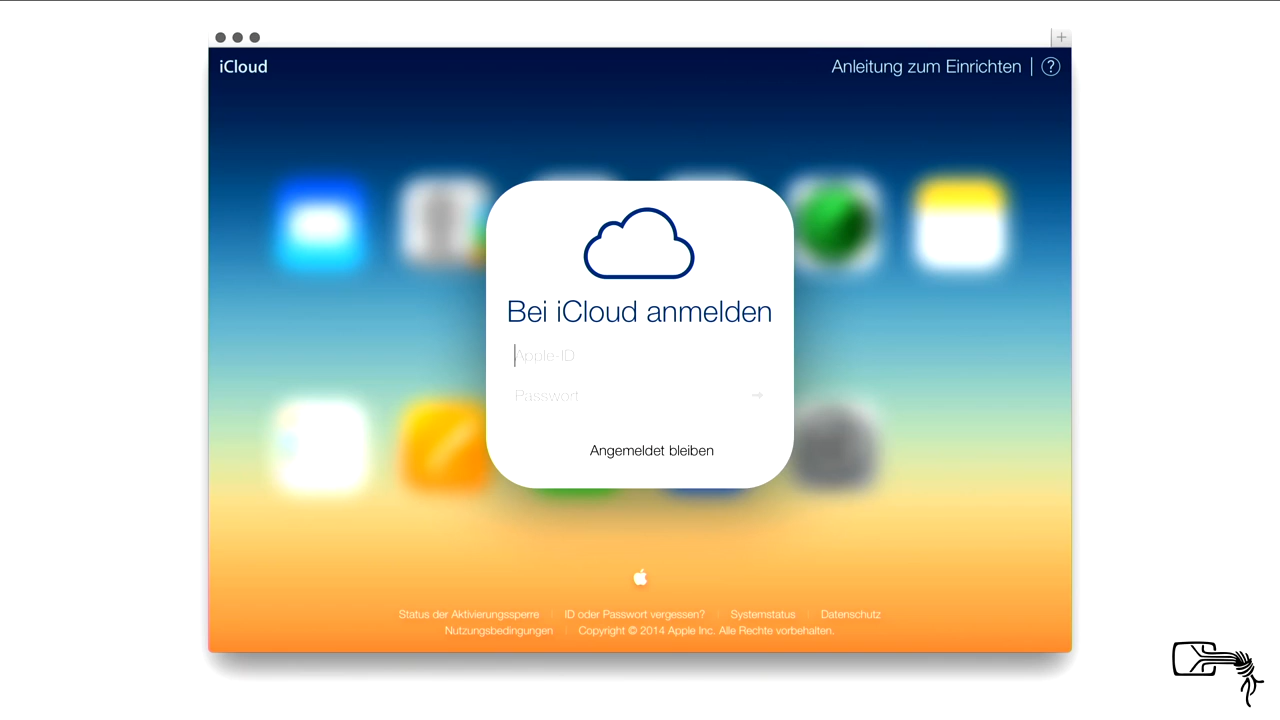 iCloud
Anleitung zum Einrichten | ?
Bei iCloud anmelden
Apple-ID
Passwort
Angemeldet bleiben
Status der Aktivierungssperre | ID oder Passwort vergessen? | Systemstatus | Datenschutz
Nutzungsbedingungen | Copyright © 2014 Apple Inc. Alle Rechte vorbehalten.